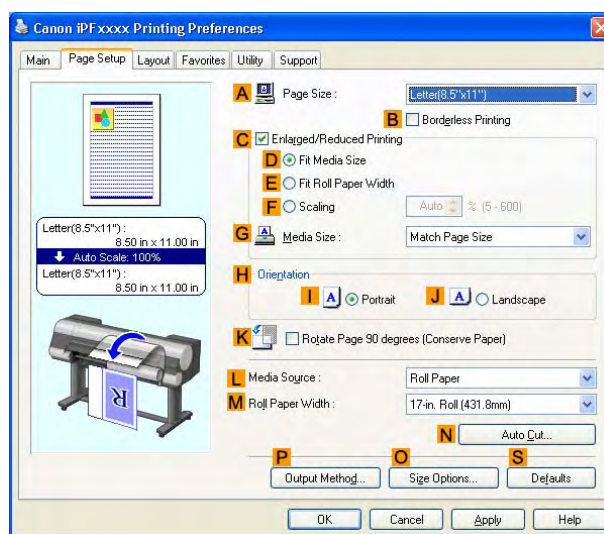 Canon iPFxxxx Printing Preferences
Main Page Setup Layout Favorites Utility Support
A Page Size : Letter(8.5"x11")
B Borderless Printing
C Enlarged/Reduced Printing
D Fit Media Size
E Fit Roll Paper Width
F Scaling Auto % (5 - 600)
G Media Size : Match Page Size
Letter(8.5"x11") :
8.50 in x 11.00 in
Auto Scale: 100%
Letter(8.5"x11") :
8.50 in x 11.00 in
H Orientation
I A Portrait J A Landscape
K Rotate Page 90 degrees (Conserve Paper)
R
L Media Source : Roll Paper
M Roll Paper Width : 17-in. Roll (431.8mm)
N Auto Cut...
P O S
Output Method... Size Options... Defaults
OK Cancel Apply Help